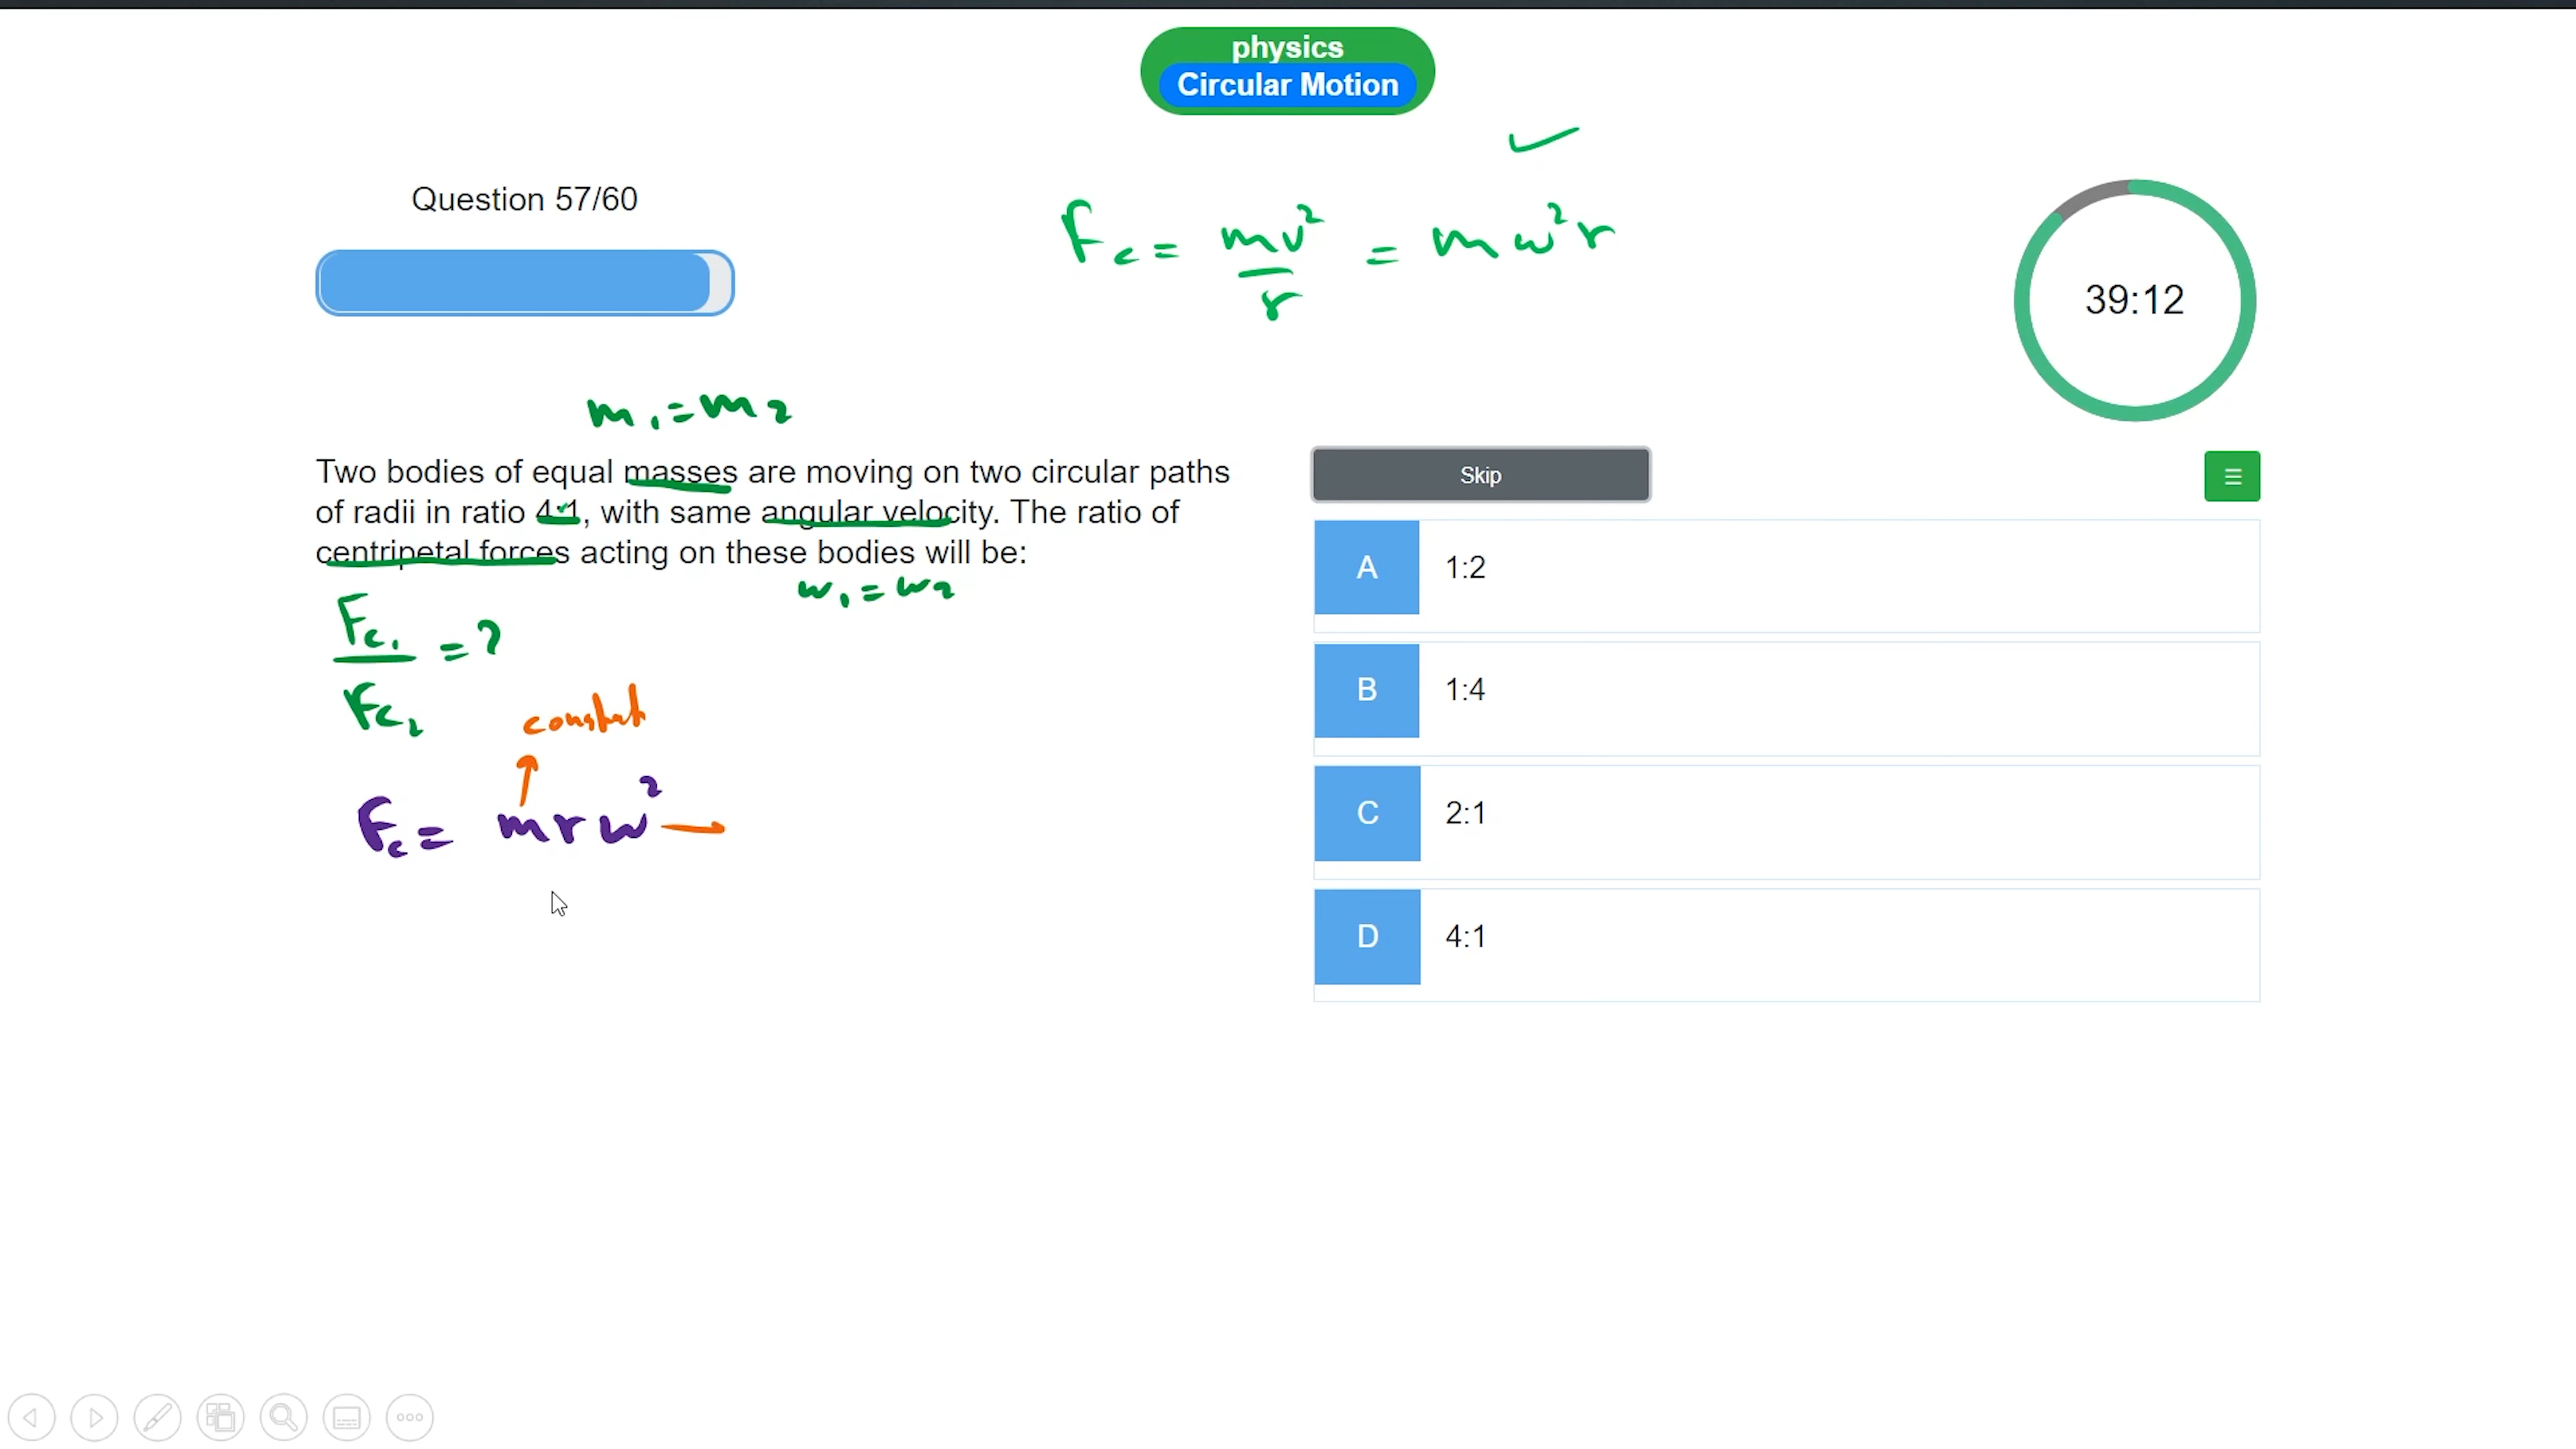 physics
Circular Motion
Question 57/60
Fc = mv²/r = mω²r
39:12
m₁=m₂
Two bodies of equal masses are moving on two circular paths
of radii in ratio 4:1, with same angular velocity. The ratio of
centripetal forces acting on these bodies will be:
ω₁=ω₂
Fc₁/Fc₂ = ?
Fc = mrω²
Skip
A 1:2
B 1:4
C 2:1
D 4:1